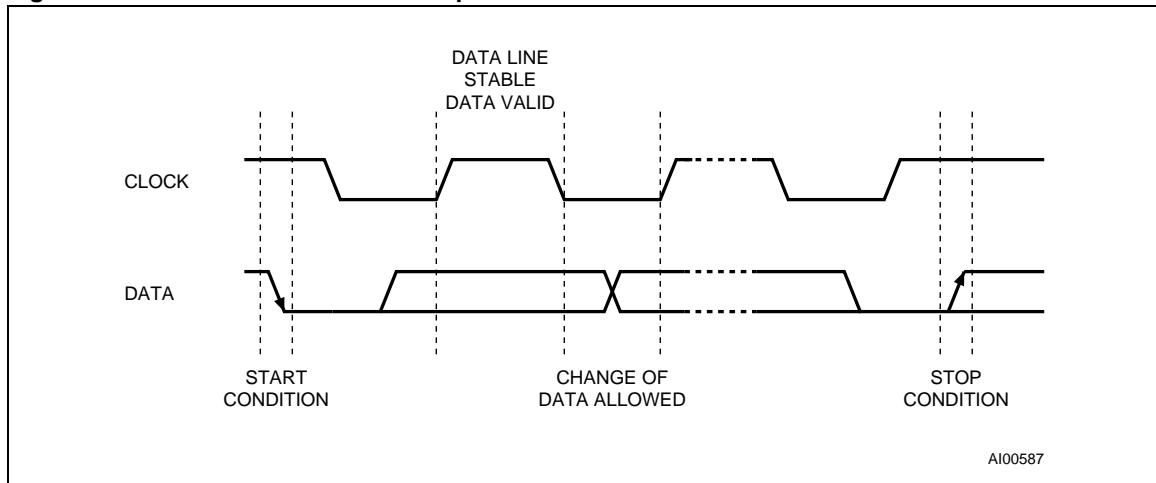 DATA LINE
STABLE
DATA VALID
CLOCK
DATA
START
CONDITION
CHANGE OF
DATA ALLOWED
STOP
CONDITION
AI00587